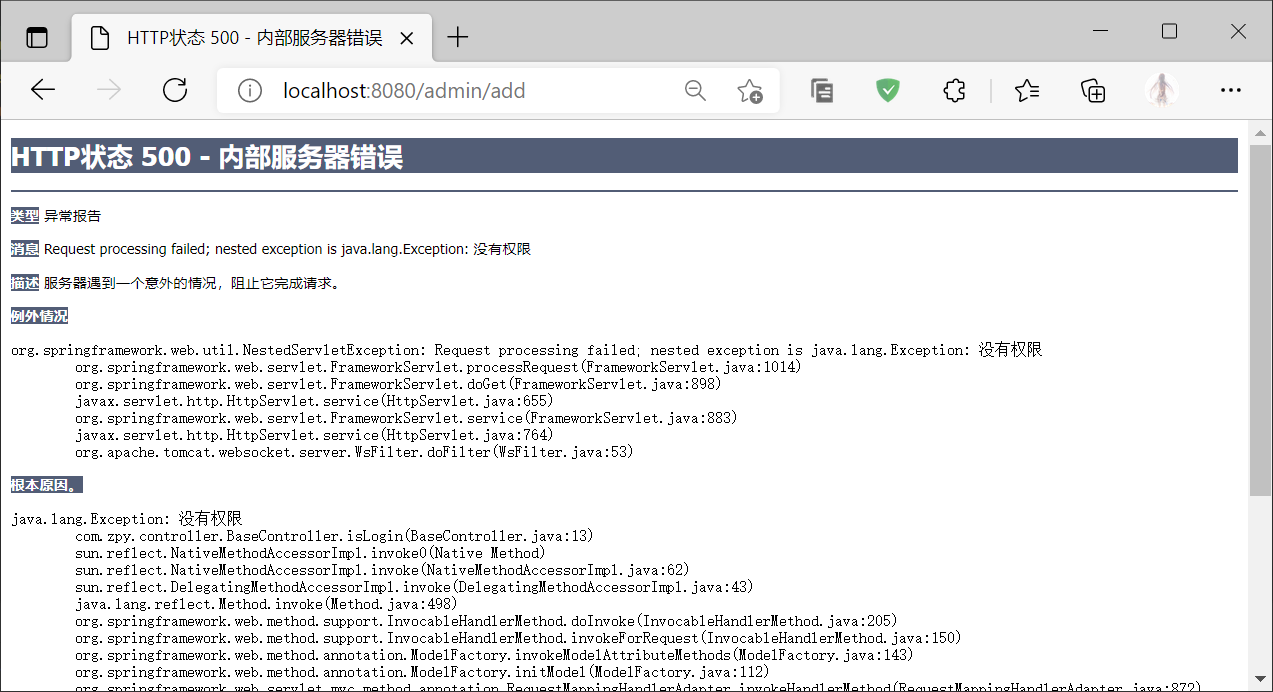 HTTP状态 500 - 内部服务器错误
localhost:8080/admin/add
HTTP状态 500 - 内部服务器错误
类型 异常报告
消息 Request processing failed; nested exception is java.lang.Exception: 没有权限
描述 服务器遇到一个意外的情况，阻止它完成请求。
例外情况
org.springframework.web.util.NestedServletException: Request processing failed; nested exception is java.lang.Exception: 没有权限
org.springframework.web.servlet.FrameworkServlet.processRequest(FrameworkServlet.java:1014)
org.springframework.web.servlet.FrameworkServlet.doGet(FrameworkServlet.java:898)
javax.servlet.http.HttpServlet.service(HttpServlet.java:655)
org.springframework.web.servlet.FrameworkServlet.service(FrameworkServlet.java:883)
javax.servlet.http.HttpServlet.service(HttpServlet.java:764)
org.apache.tomcat.websocket.server.WsFilter.doFilter(WsFilter.java:53)
根本原因。
java.lang.Exception: 没有权限
com.zpy.controller.BaseController.isLogin(BaseController.java:13)
sun.reflect.NativeMethodAccessorImpl.invoke0(Native Method)
sun.reflect.NativeMethodAccessorImpl.invoke(NativeMethodAccessorImpl.java:62)
sun.reflect.DelegatingMethodAccessorImpl.invoke(DelegatingMethodAccessorImpl.java:43)
java.lang.reflect.Method.invoke(Method.java:498)
org.springframework.web.method.support.InvocableHandlerMethod.doInvoke(InvocableHandlerMethod.java:205)
org.springframework.web.method.support.InvocableHandlerMethod.invokeForRequest(InvocableHandlerMethod.java:150)
org.springframework.web.method.annotation.ModelFactory.invokeModelAttributeMethods(ModelFactory.java:143)
org.springframework.web.method.annotation.ModelFactory.initModel(ModelFactory.java:112)
org.springframework.web.servlet.mvc.method.annotation.RequestMappingHandlerAdapter.invokeHandlerMethod(RequestMappingHandlerAdapter.java:872)